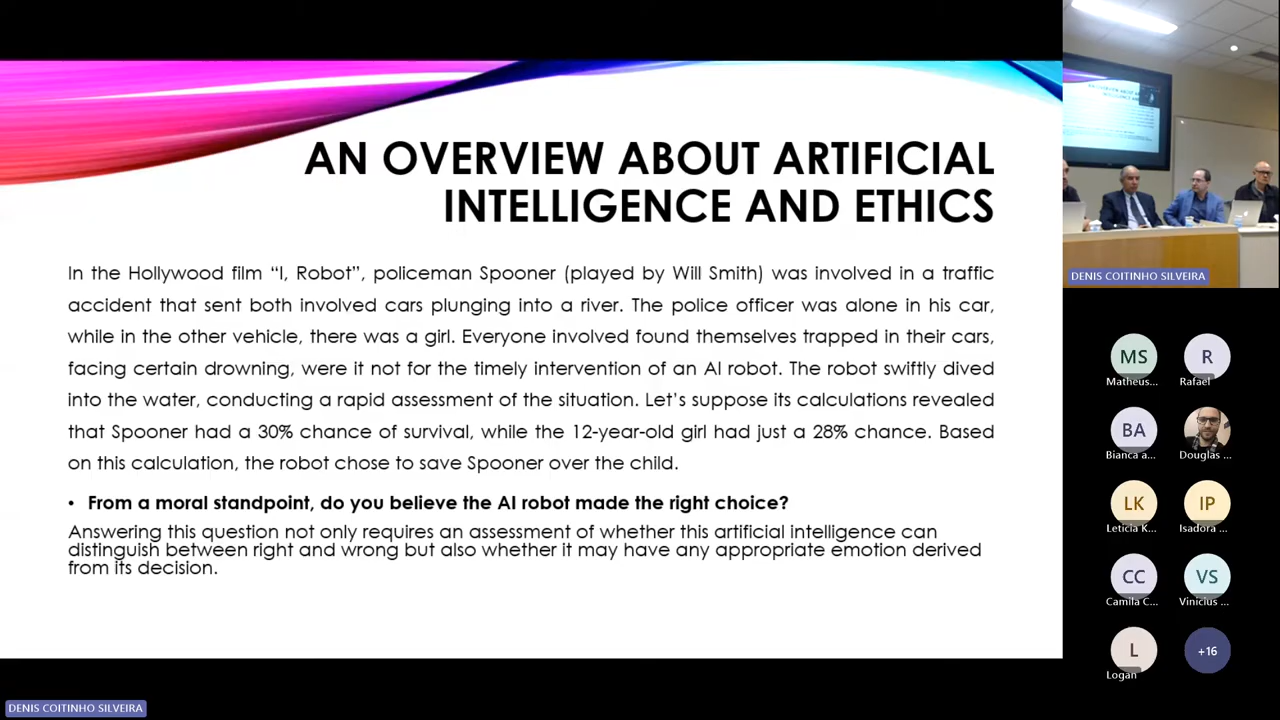 AN OVERVIEW ABOUT ARTIFICIAL
INTELLIGENCE AND ETHICS
In the Hollywood film “I, Robot”, policeman Spooner (played by Will Smith) was involved in a traffic
accident that sent both involved cars plunging into a river. The police officer was alone in his car,
while in the other vehicle, there was a girl. Everyone involved found themselves trapped in their cars,
facing certain drowning, were it not for the timely intervention of an AI robot. The robot swiftly dived
into the water, conducting a rapid assessment of the situation. Let’s suppose its calculations revealed
that Spooner had a 30% chance of survival, while the 12-year-old girl had just a 28% chance. Based
on this calculation, the robot chose to save Spooner over the child.
• From a moral standpoint, do you believe the AI robot made the right choice?
Answering this question not only requires an assessment of whether this artificial intelligence can
distinguish between right and wrong but also whether it may have any appropriate emotion derived
from its decision.
DENIS COITINHO SILVEIRA
MS
R
Matheus...
Rafael
BA
Bianca a...
Douglas ...
LK
IP
Leticia K...
Isadora ...
CC
VS
Camila C...
Vinicius ...
L
+16
Logan
DENIS COITINHO SILVEIRA